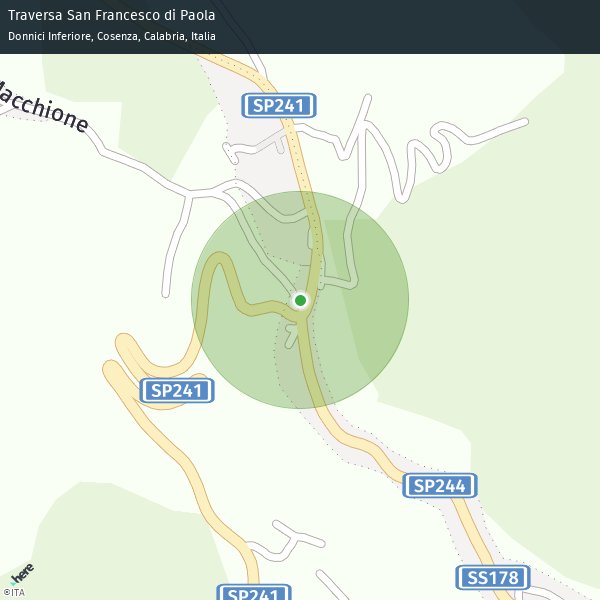 Traversa San Francesco di Paola
Donnici Inferiore, Cosenza, Calabria, Italia
SP241
Macchione
SP241
SP244
SS178
SP241
here
©ITA